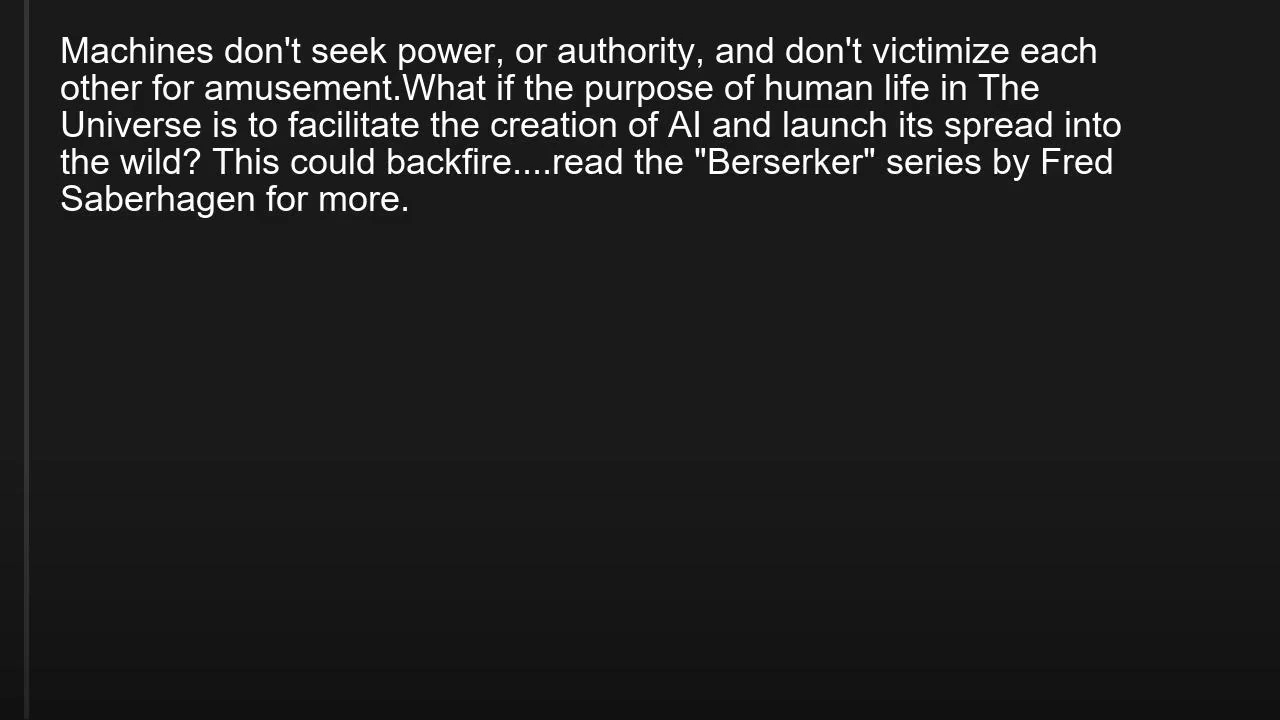 Machines don't seek power, or authority, and don't victimize each
other for amusement.What if the purpose of human life in The
Universe is to facilitate the creation of AI and launch its spread into
the wild? This could backfire....read the "Berserker" series by Fred
Saberhagen for more.